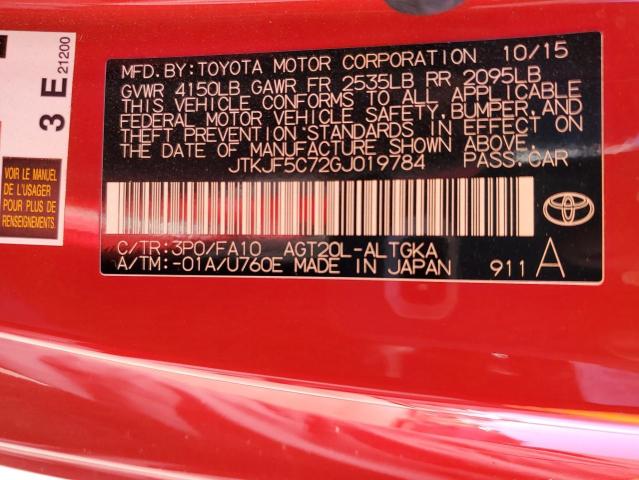 MFD. BY: TOYOTA MOTOR CORPORATION 10/15
GVWR 4150LB GAWR FR 2535LB RR 2095LB
THIS VEHICLE CONFORMS TO ALL APPLICABLE
FEDERAL MOTOR VEHICLE SAFETY, BUMPER, AND
THEFT PREVENTION STANDARDS IN EFFECT ON
THE DATE OF MANUFACTURE SHOWN ABOVE.
JTKJF5C72GJ019784 PASS. CAR
C/TR: 3P0/FA10 AGT20L-ALTGKA
A/TM: -01A/U760E MADE IN JAPAN 911 A
3 E
21200
VOIR LE MANUEL
DE L'USAGER
POUR PLUS DE
RENSEIGNEMENTS.